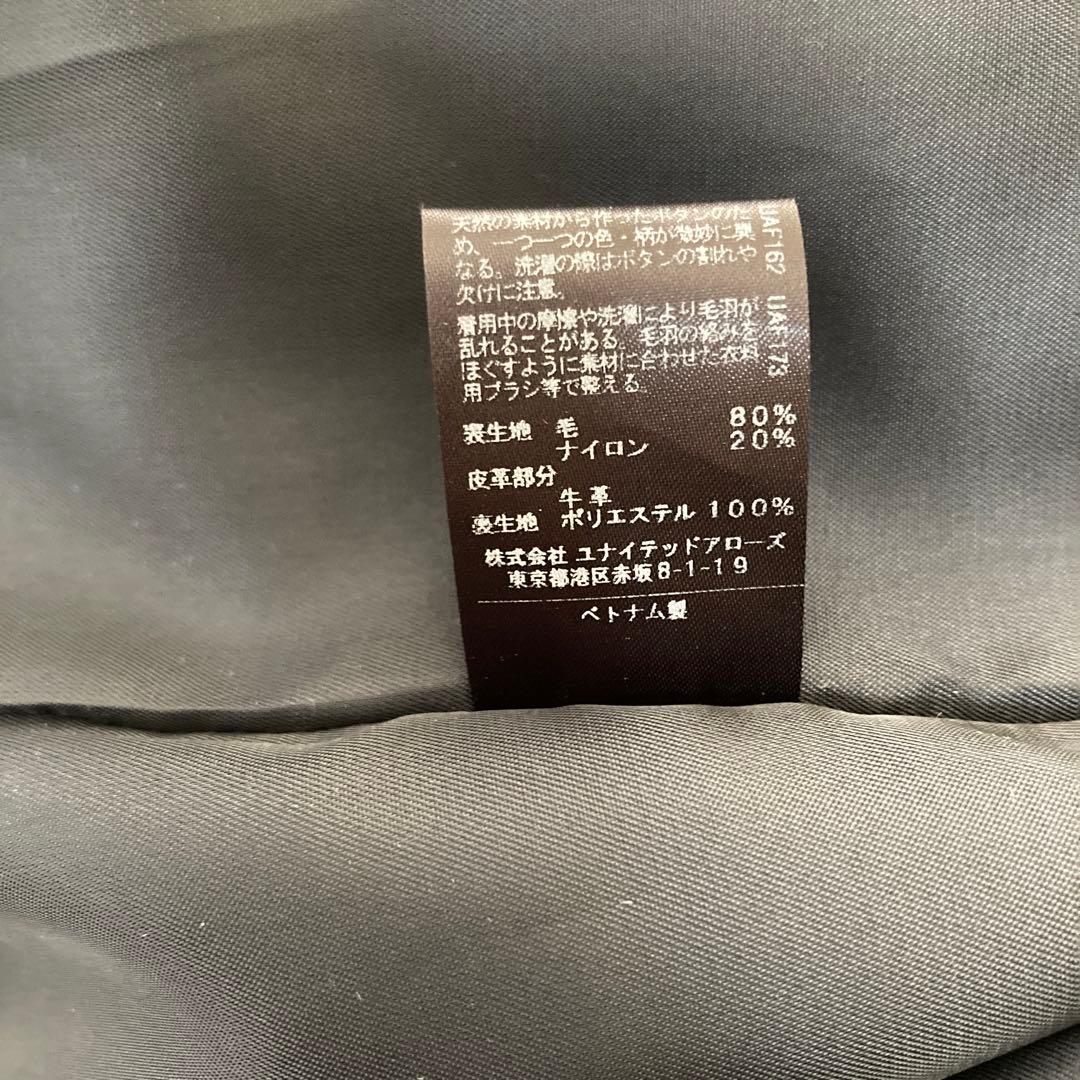 天然の素材から作ったボタンのた
め、一つ一つの色・柄が微妙に異
なる。洗濯の際はボタンの割れや
欠けに注意。
着用中の摩擦や洗濯により毛羽が
乱れることがある。毛羽の絡みを
ほぐすように素材に合わせた衣料
用ブラシ等で整える。
表生地 毛 80%
ナイロン 20%
皮革部分
牛革
裏生地 ポリエステル 100%
株式会社 ユナイテッドアローズ
東京都港区赤坂8-1-19
ベトナム製
UAF162 UAF173